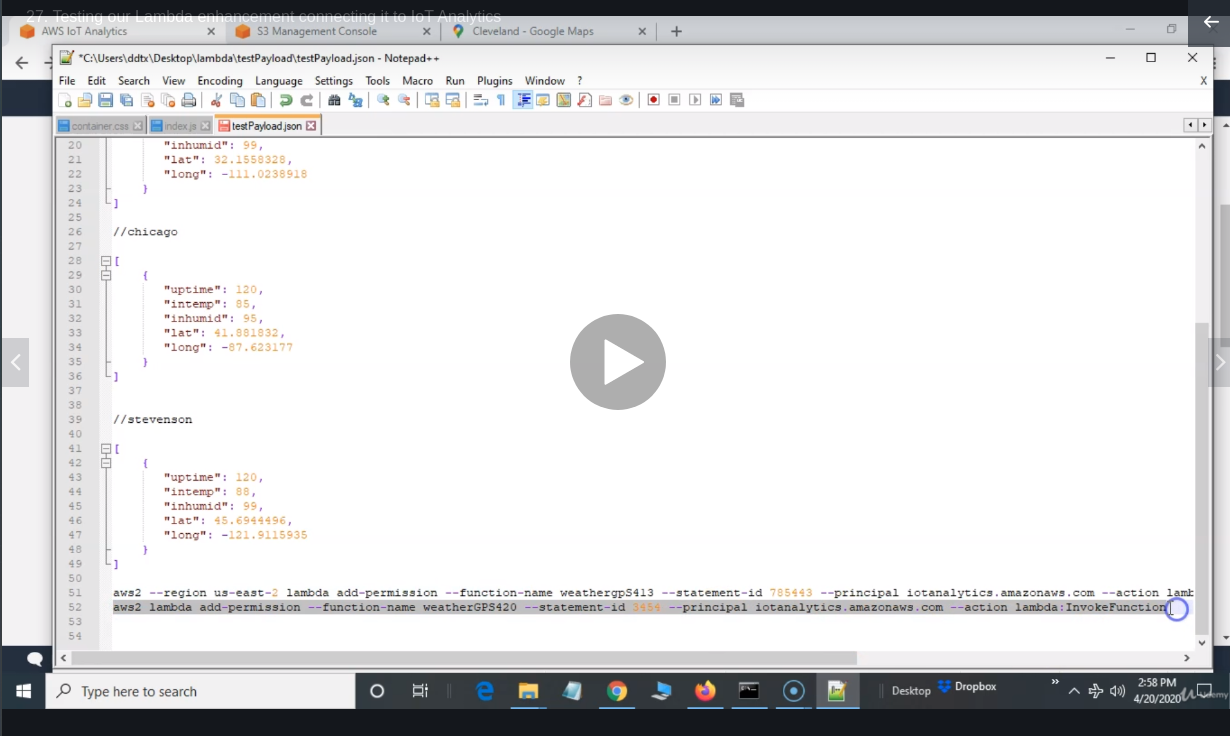 27. Testing our Lambda enhancement connecting it to IoT Analytics
AWS IoT Analytics
S3 Management Console
Cleveland - Google Maps
*C:\Users\ddtx\Desktop\lambda\testPayload\testPayload.json - Notepad++
File Edit Search View Encoding Language Settings Tools Macro Run Plugins Window ?
X
container.css index.js testPayload.json
20 "inhumid": 99,
21 "lat": 32.1558328,
22 "long": -111.0238918
23 }
24 ]
25
26 //chicago
27
28 [
29 {
30 "uptime": 120,
31 "intemp": 85,
32 "inhumid": 95,
33 "lat": 41.881832,
34 "long": -87.623177
35 }
36 ]
37
38
39 //stevenson
40
41 [
42 {
43 "uptime": 120,
44 "intemp": 88,
45 "inhumid": 99,
46 "lat": 45.6944496,
47 "long": -121.9115935
48 }
49 ]
50
51 aws2 --region us-east-2 lambda add-permission --function-name weathergpS413 --statement-id 785443 --principal iotanalytics.amazonaws.com --action lamb
52 aws2 lambda add-permission --function-name weatherGPS420 --statement-id 3454 --principal iotanalytics.amazonaws.com --action lambda:InvokeFunction
53
54
Type here to search
Desktop
Dropbox
2:58 PM
4/20/2020
Udemy